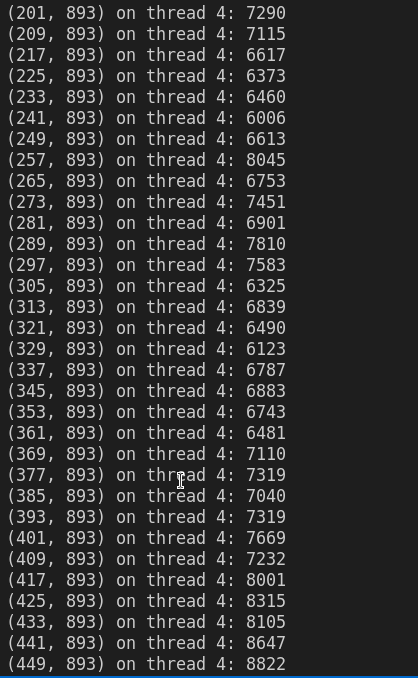 (201, 893) on thread 4: 7290
(209, 893) on thread 4: 7115
(217, 893) on thread 4: 6617
(225, 893) on thread 4: 6373
(233, 893) on thread 4: 6460
(241, 893) on thread 4: 6006
(249, 893) on thread 4: 6613
(257, 893) on thread 4: 8045
(265, 893) on thread 4: 6753
(273, 893) on thread 4: 7451
(281, 893) on thread 4: 6901
(289, 893) on thread 4: 7810
(297, 893) on thread 4: 7583
(305, 893) on thread 4: 6325
(313, 893) on thread 4: 6839
(321, 893) on thread 4: 6490
(329, 893) on thread 4: 6123
(337, 893) on thread 4: 6787
(345, 893) on thread 4: 6883
(353, 893) on thread 4: 6743
(361, 893) on thread 4: 6481
(369, 893) on thread 4: 7110
(377, 893) on thread 4: 7319
(385, 893) on thread 4: 7040
(393, 893) on thread 4: 7319
(401, 893) on thread 4: 7669
(409, 893) on thread 4: 7232
(417, 893) on thread 4: 8001
(425, 893) on thread 4: 8315
(433, 893) on thread 4: 8105
(441, 893) on thread 4: 8647
(449, 893) on thread 4: 8822